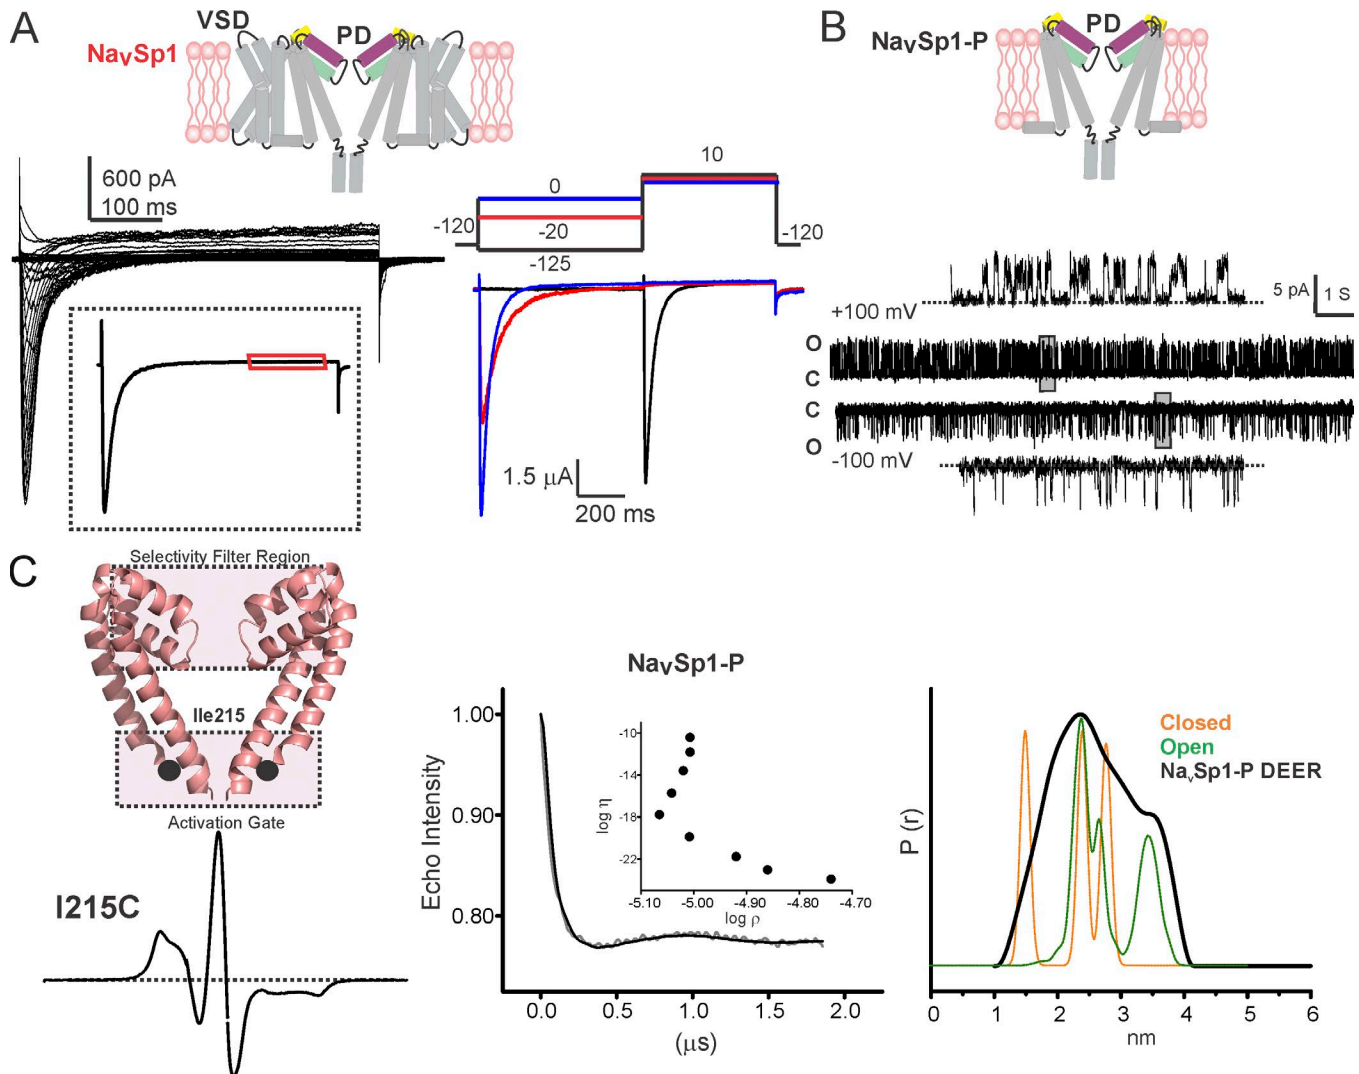 A
VSD
PD
NavSp1
600 pA
100 ms
10
0
-120
-20
-120
-125
1.5 μA
200 ms
B
NavSp1-P
PD
5 pA
1 S
+100 mV
O
C
C
O
-100 mV
C
Selectivity Filter Region
Ile215
Activation Gate
I215C
NavSp1-P
Echo Intensity
1.00
0.90
0.80
0.0
0.5
1.0
1.5
2.0
(μs)
log η
-10
-14
-18
-22
-5.10
-5.00
-4.90
-4.80
-4.70
log ρ
P (r)
Closed
Open
NavSp1-P DEER
0
1
2
3
4
5
6
nm